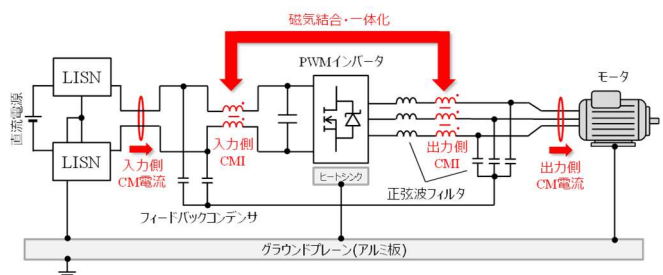 磁気結合・一体化
PWMインバータ
モータ
直流電源
LISN
LISN
入力側
CM電流
入力側
CMI
出力側
CMI
出力側
CM電流
ヒートシンク
正弦波フィルタ
フィードバックコンデンサ
グラウンドプレーン(アルミ板)